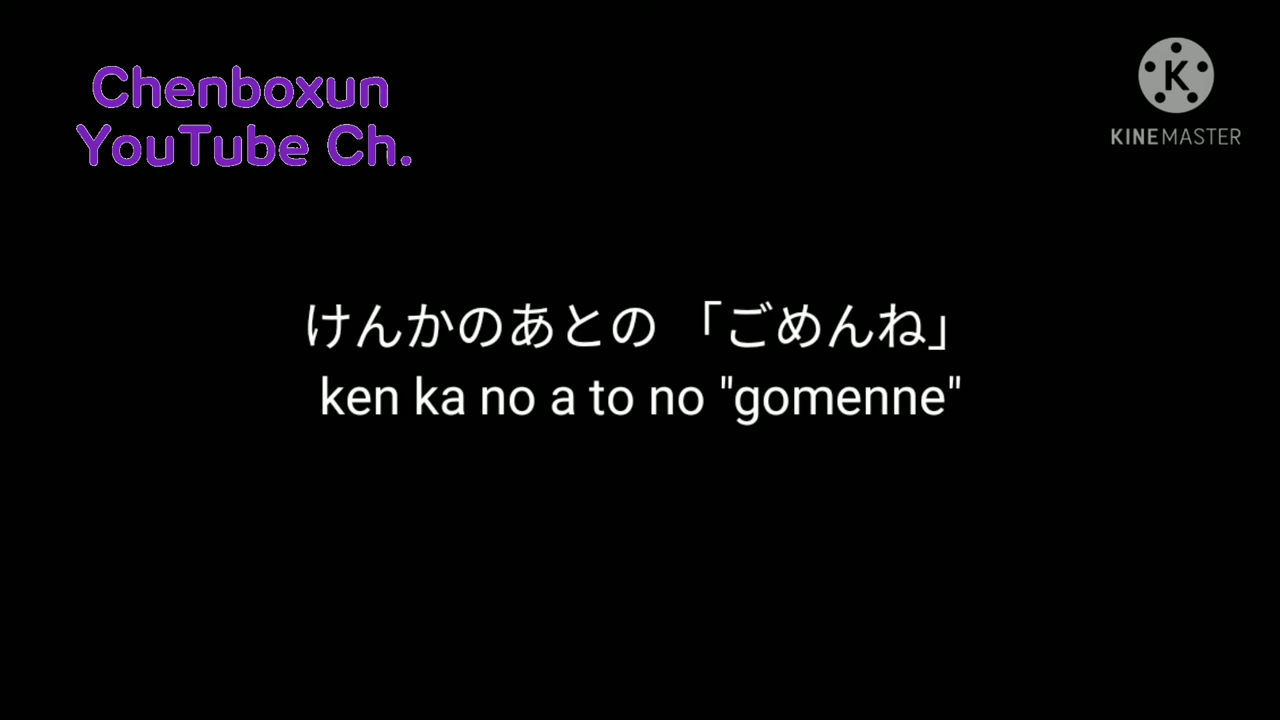 Chenboxun
YouTube Ch.
K
KINEMASTER
けんかのあとの 「ごめんね」
ken ka no a to no "gomenne"